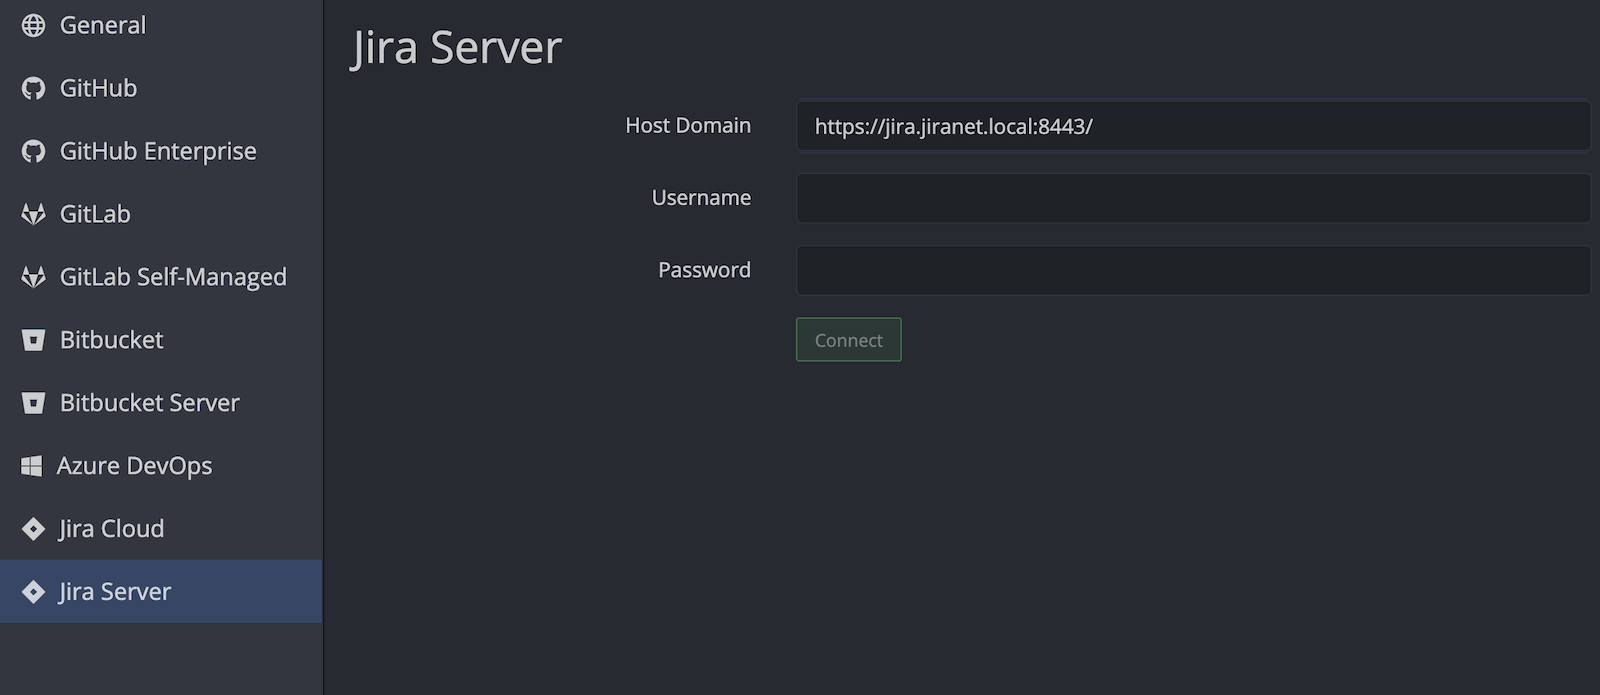 General
GitHub
GitHub Enterprise
GitLab
GitLab Self-Managed
Bitbucket
Bitbucket Server
Azure DevOps
Jira Cloud
Jira Server
Jira Server
Host Domain https://jira.jiranet.local:8443/
Username
Password
Connect